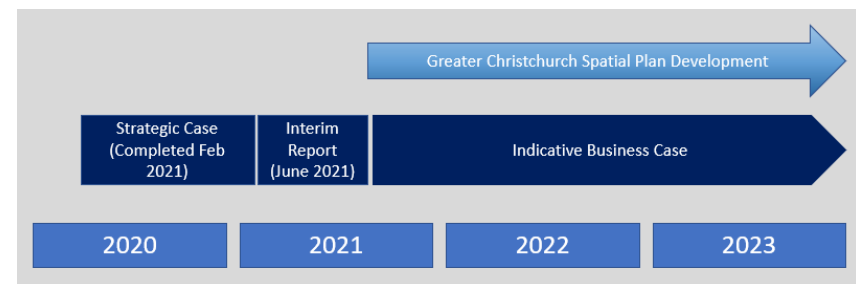 Greater Christchurch Spatial Plan Development
Strategic Case
(Completed Feb
2021)
Interim
Report
(June 2021)
Indicative Business Case
2020
2021
2022
2023